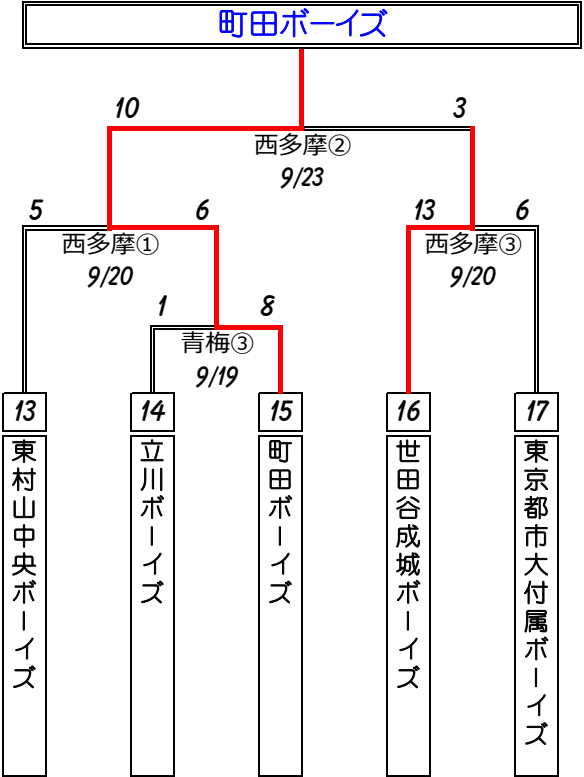 町田ボーイズ
10
3
西多摩②
9/23
5
6
13
6
西多摩①
9/20
西多摩③
9/20
1
8
青梅③
9/19
13
14
15
16
17
東村山中央ボーイズ
立川ボーイズ
町田ボーイズ
世田谷成城ボーイズ
東京都市大付属ボーイズ